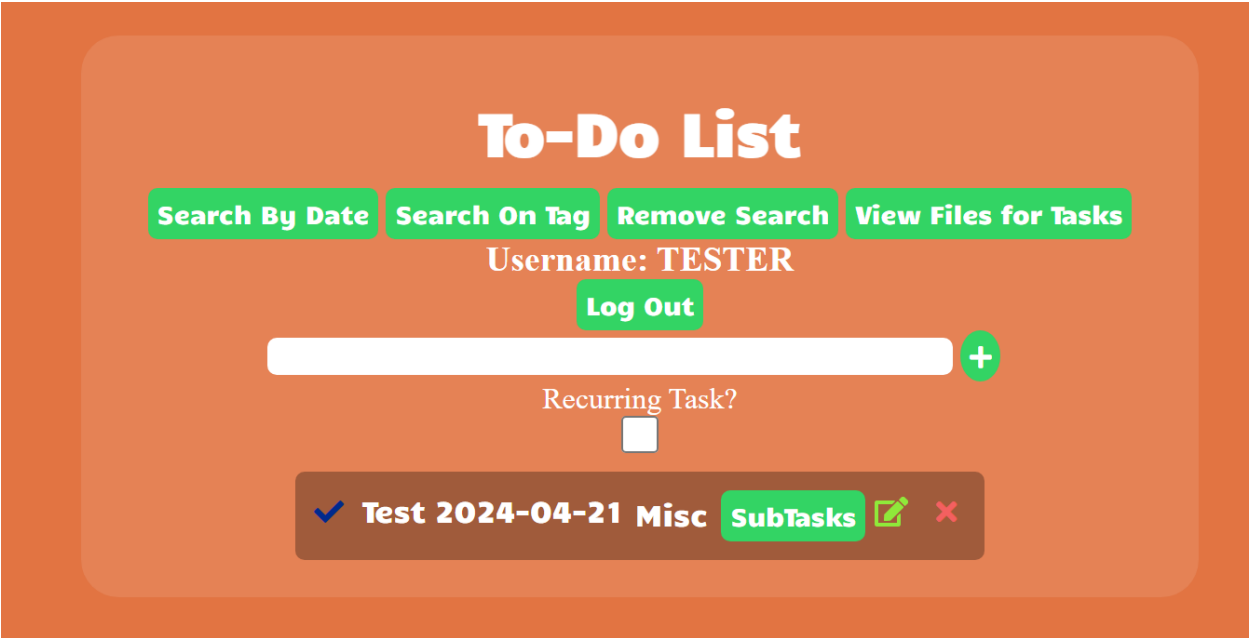 To-Do List
Search By Date Search On Tag Remove Search View Files for Tasks
Username: TESTER
Log Out
+
Recurring Task?
Test 2024-04-21 Misc SubTasks